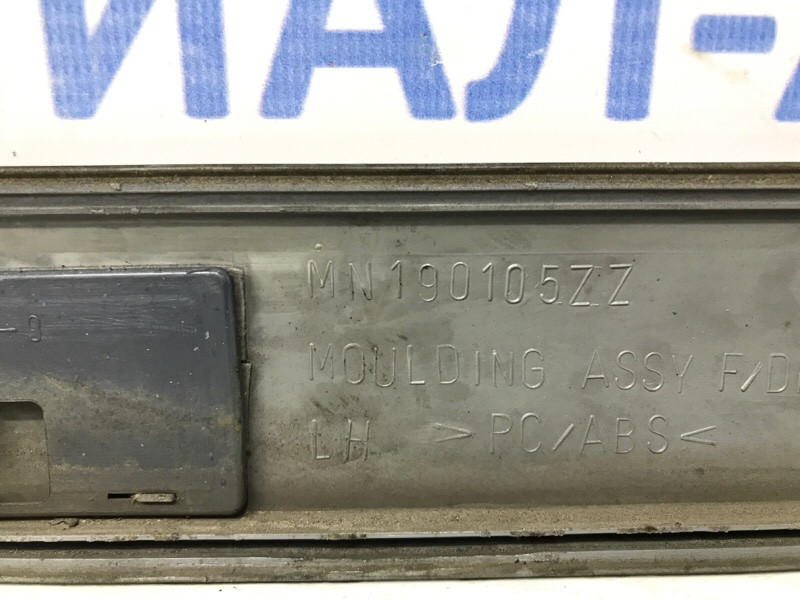 ИАЛ-А
MN190105ZZ
MOULDING ASSY F/D
LH >PC/ABS<